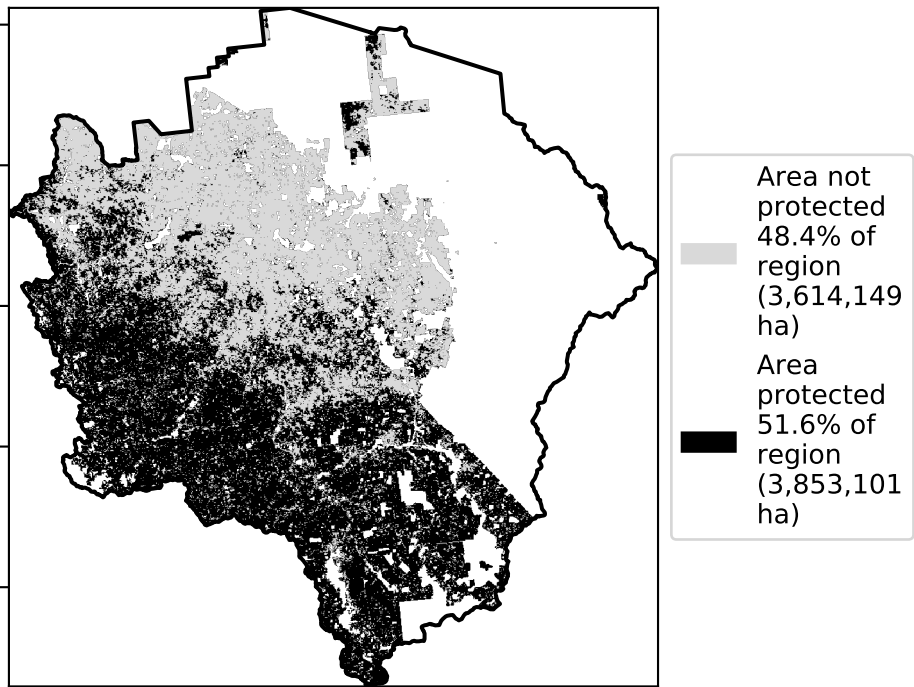 Area not
protected
48.4% of
region
(3,614,149
ha)
Area
protected
51.6% of
region
(3,853,101
ha)